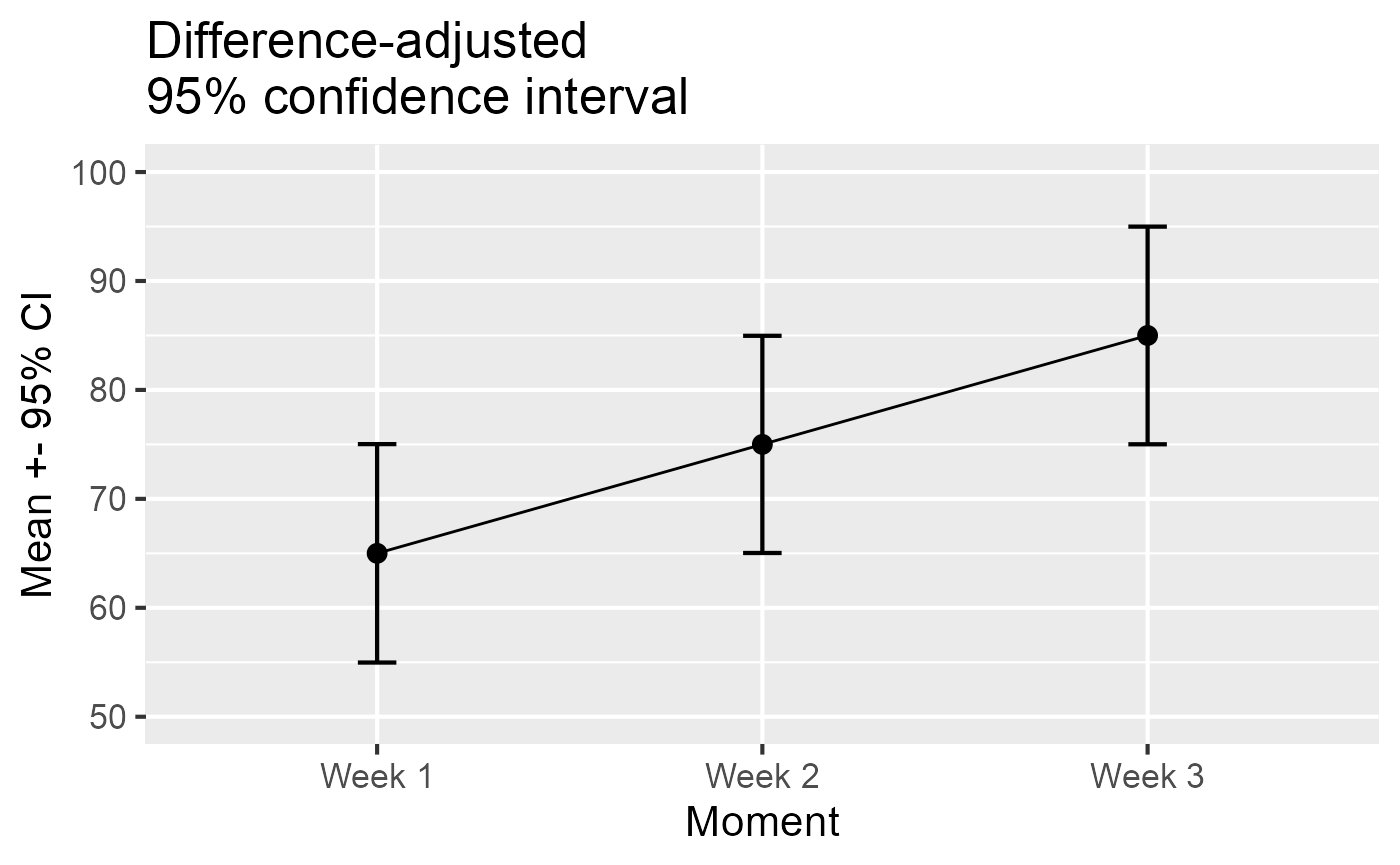 Difference-adjusted
95% confidence interval
Mean +- 95% CI
100
90
80
70
60
50
Week 1
Week 2
Week 3
Moment